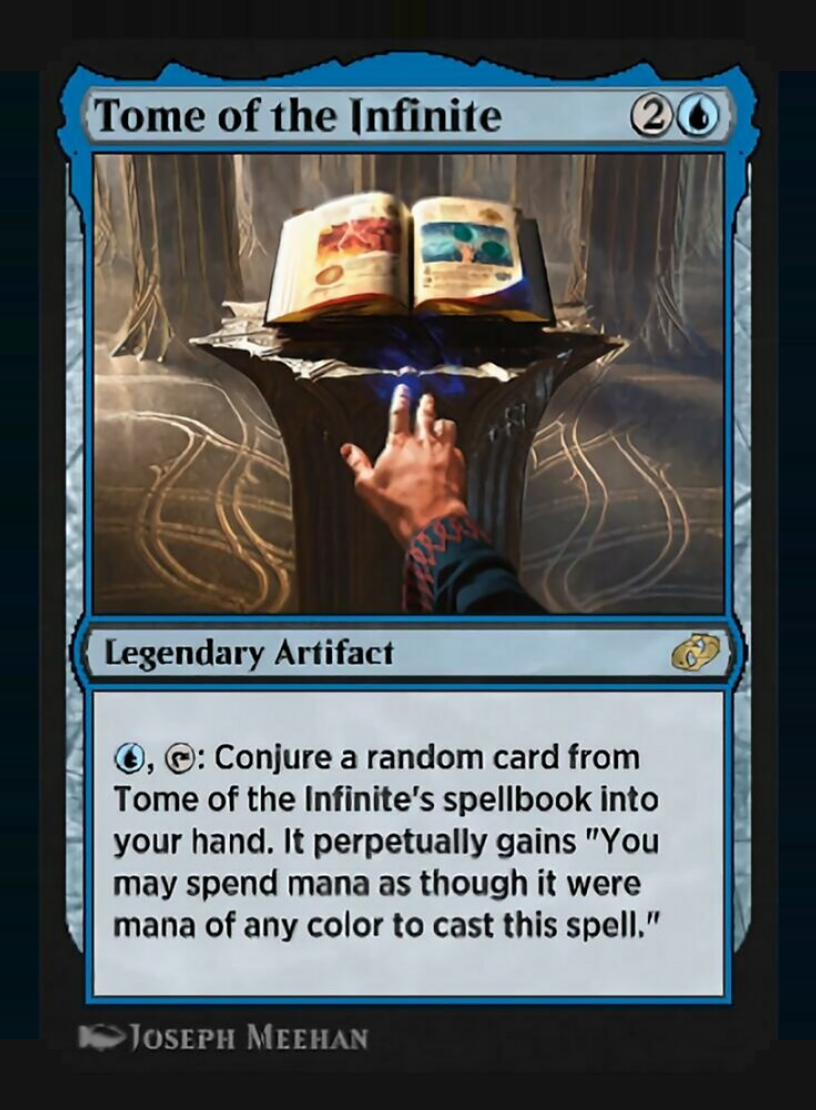 Tome of the Infinite 2
Legendary Artifact
, : Conjure a random card from
Tome of the Infinite's spellbook into
your hand. It perpetually gains "You
may spend mana as though it were
mana of any color to cast this spell."
Joseph Meehan